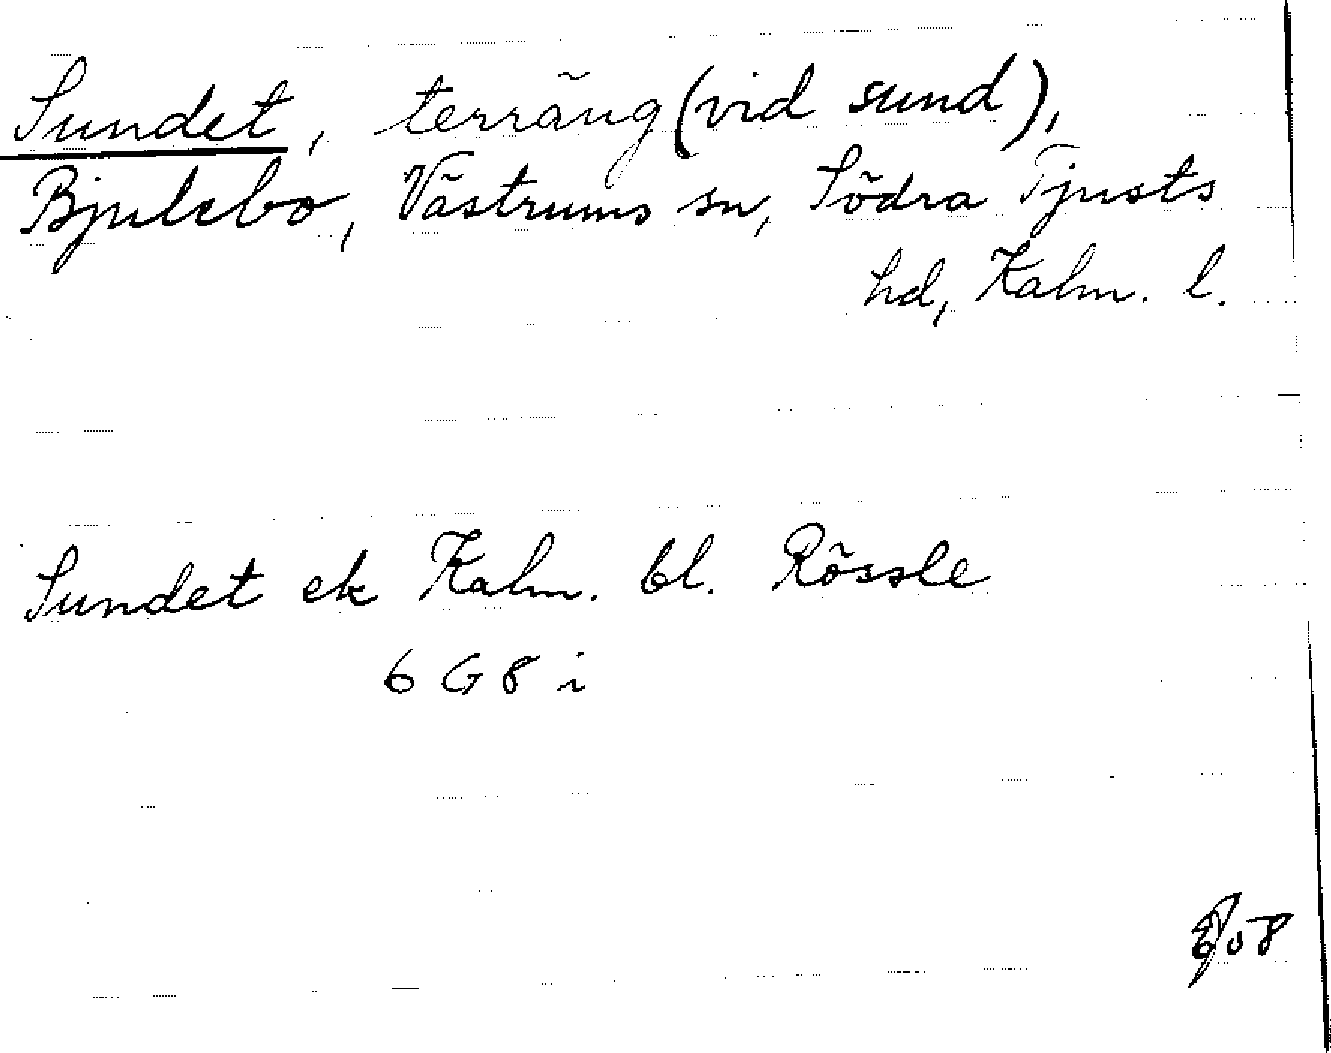 Sundet, terräng (vid sund),
Bjulebo, Västrums sn, Södra Tjusts
hd, Kalm. l.
Sundet ek Kalm. bl. Rössle
6 G 8 i